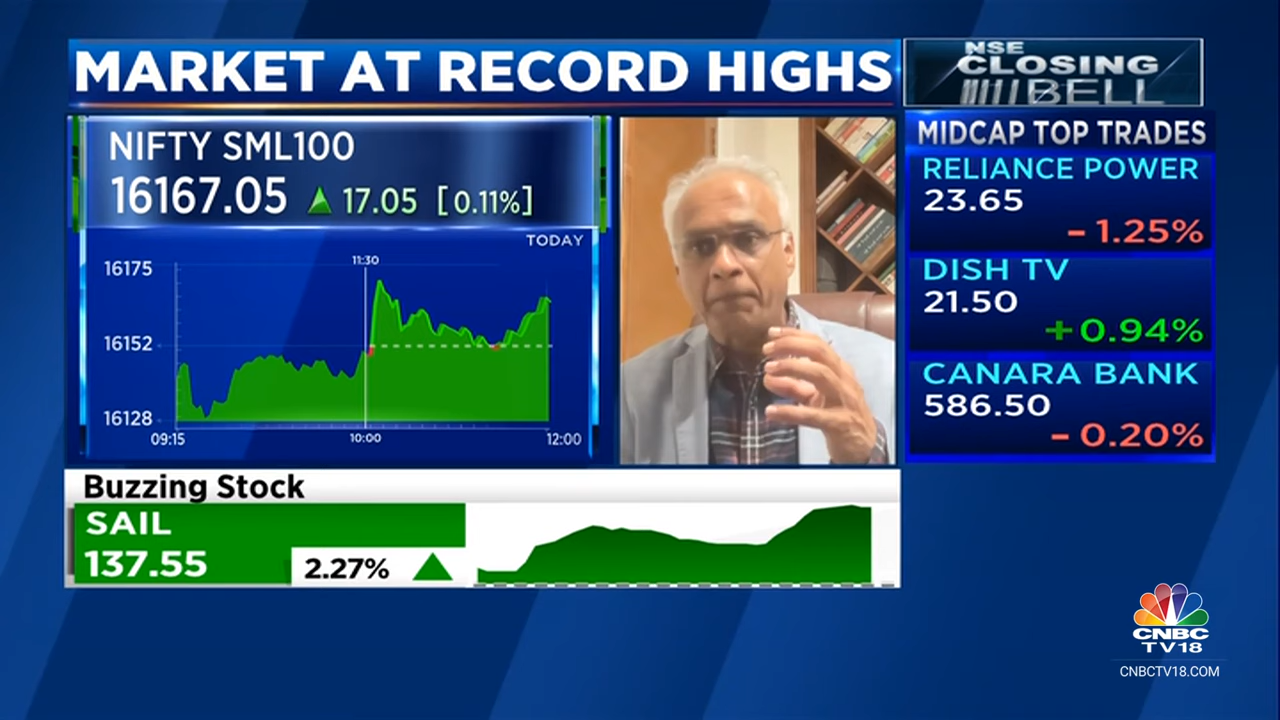 MARKET AT RECORD HIGHS
NSE
CLOSING
BELL
NIFTY SML100
16167.05 ▲ 17.05 [0.11%]
TODAY
11:30
16175
16152
16128
09:15
10:00
12:00
MIDCAP TOP TRADES
RELIANCE POWER
23.65
- 1.25%
DISH TV
21.50
+0.94%
CANARA BANK
586.50
- 0.20%
Buzzing Stock
SAIL
137.55
2.27% ▲
CNBC
TV18
CNBCTV18.COM